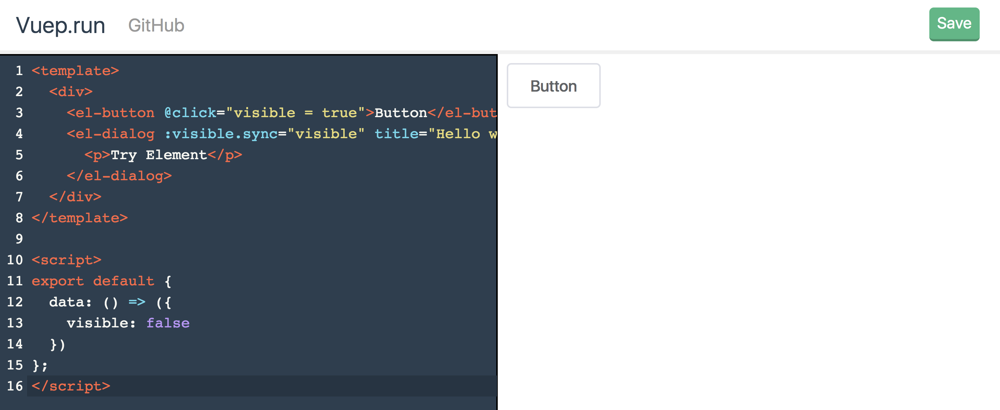 Vuep.run GitHub Save
1 <template>
2 <div>
3 <el-button @click="visible = true">Button</el-but
4 <el-dialog :visible.sync="visible" title="Hello w
5 <p>Try Element</p>
6 </el-dialog>
7 </div>
8 </template>
9
10 <script>
11 export default {
12 data: () => ({
13 visible: false
14 })
15 };
16 </script>
Button